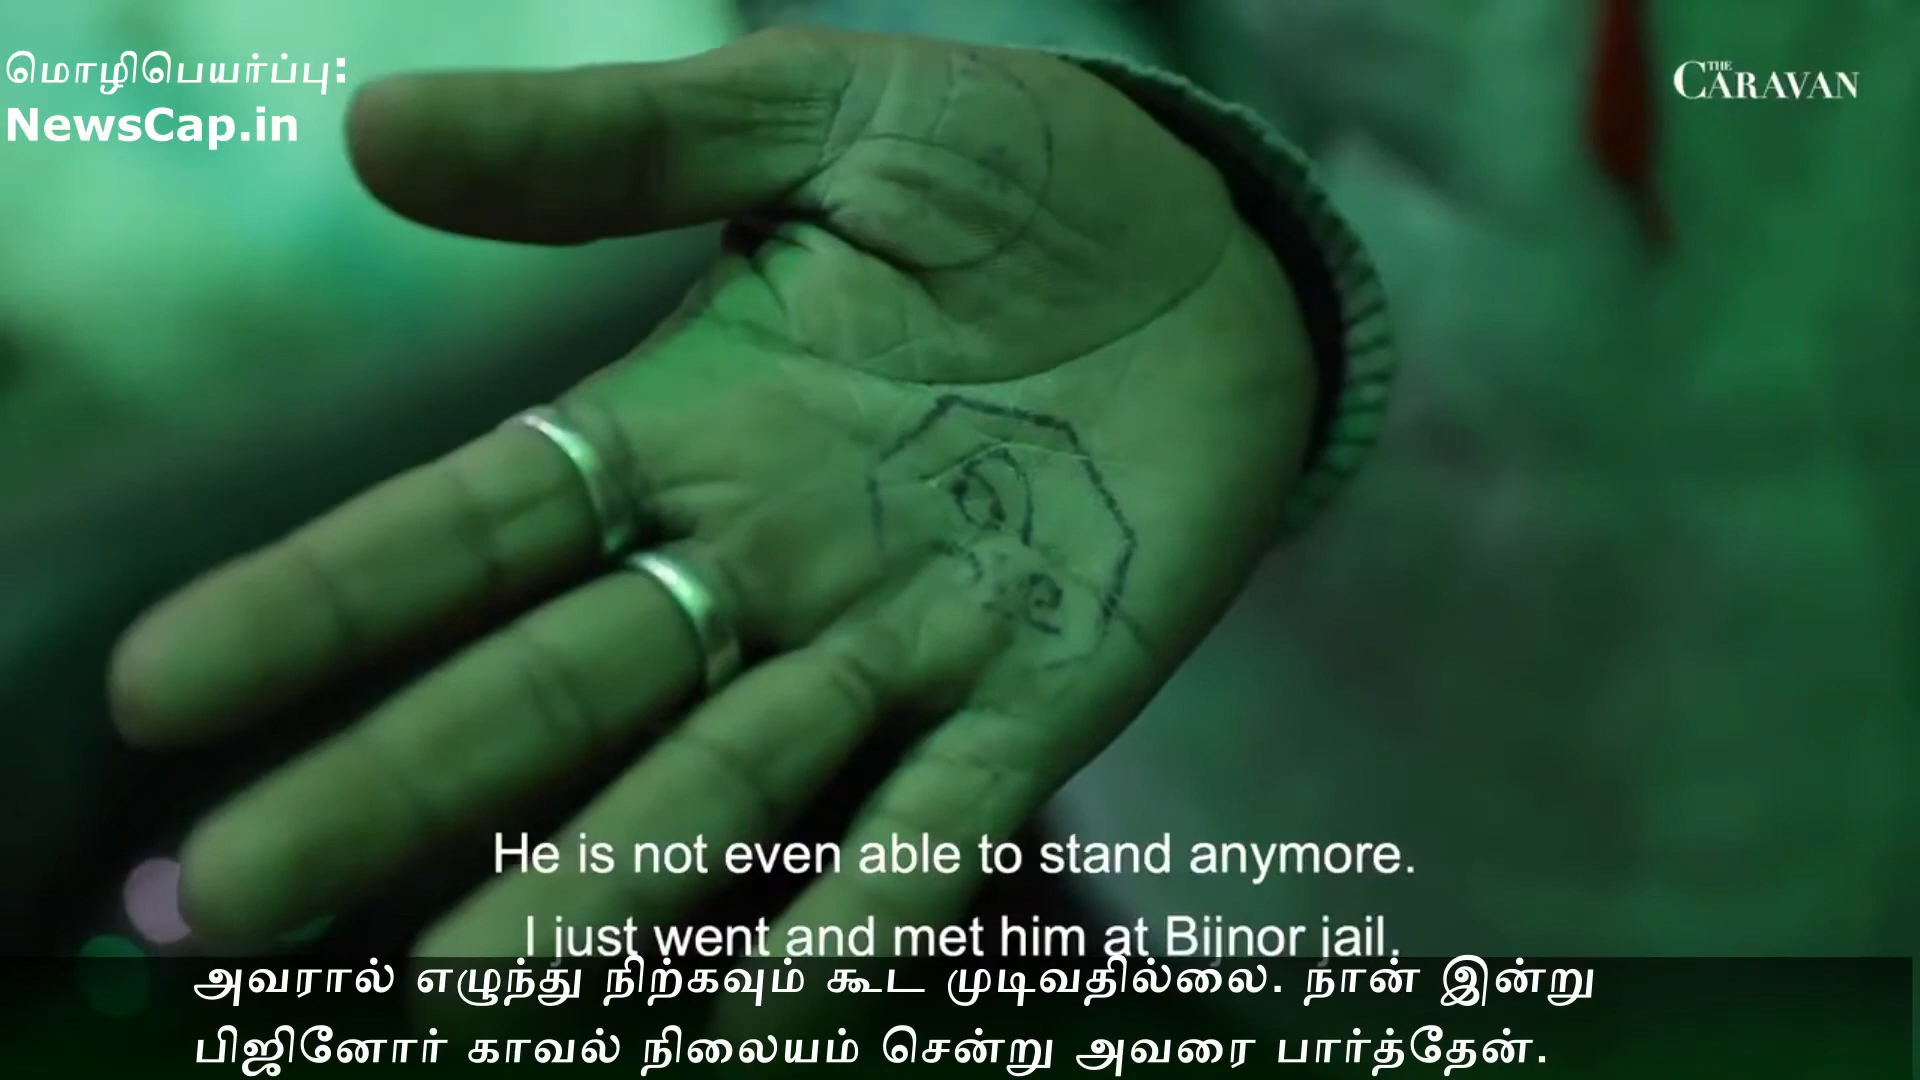 மொழிபெயர்ப்பு:
NewsCap.in
THE CARAVAN
He is not even able to stand anymore.
I just went and met him at Bijnor jail.
அவரால் எழுந்து நிற்கவும் கூட முடிவதில்லை. நான் இன்று
பிஜினோர் காவல் நிலையம் சென்று அவரை பார்த்தேன்.